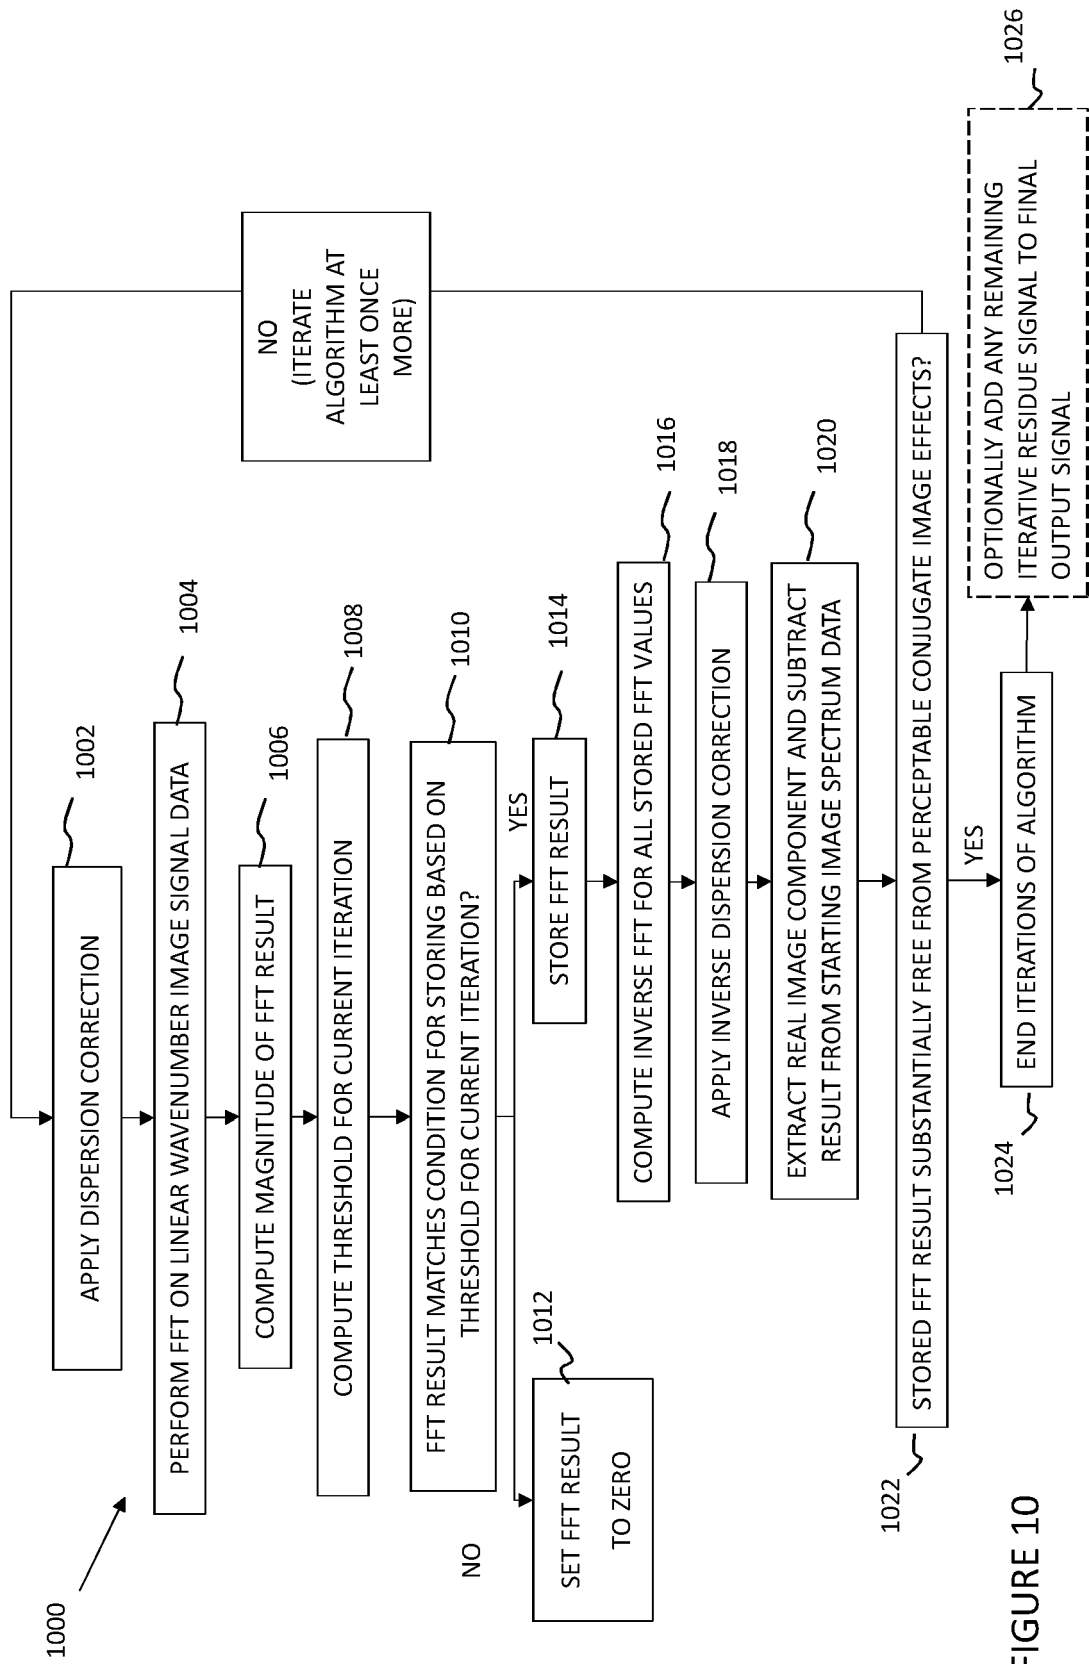 1000
APPLY DISPERSION CORRECTION
1002
PERFORM FFT ON LINEAR WAVENUMBER IMAGE SIGNAL DATA
1004
COMPUTE MAGNITUDE OF FFT RESULT
1006
COMPUTE THRESHOLD FOR CURRENT ITERATION
1008
FFT RESULT MATCHES CONDITION FOR STORING BASED ON
THRESHOLD FOR CURRENT ITERATION?
1010
NO
YES
SET FFT RESULT
TO ZERO
1012
STORE FFT RESULT
1014
COMPUTE INVERSE FFT FOR ALL STORED FFT VALUES
1016
APPLY INVERSE DISPERSION CORRECTION
1018
EXTRACT REAL IMAGE COMPONENT AND SUBTRACT
RESULT FROM STARTING IMAGE SPECTRUM DATA
1020
NO
(ITERATE
ALGORITHM AT
LEAST ONCE
MORE)
1022
STORED FFT RESULT SUBSTANTIALLY FREE FROM PERCEPTABLE CONJUGATE IMAGE EFFECTS?
YES
1024
END ITERATIONS OF ALGORITHM
OPTIONALLY ADD ANY REMAINING
ITERATIVE RESIDUE SIGNAL TO FINAL
OUTPUT SIGNAL
1026
FIGURE 10